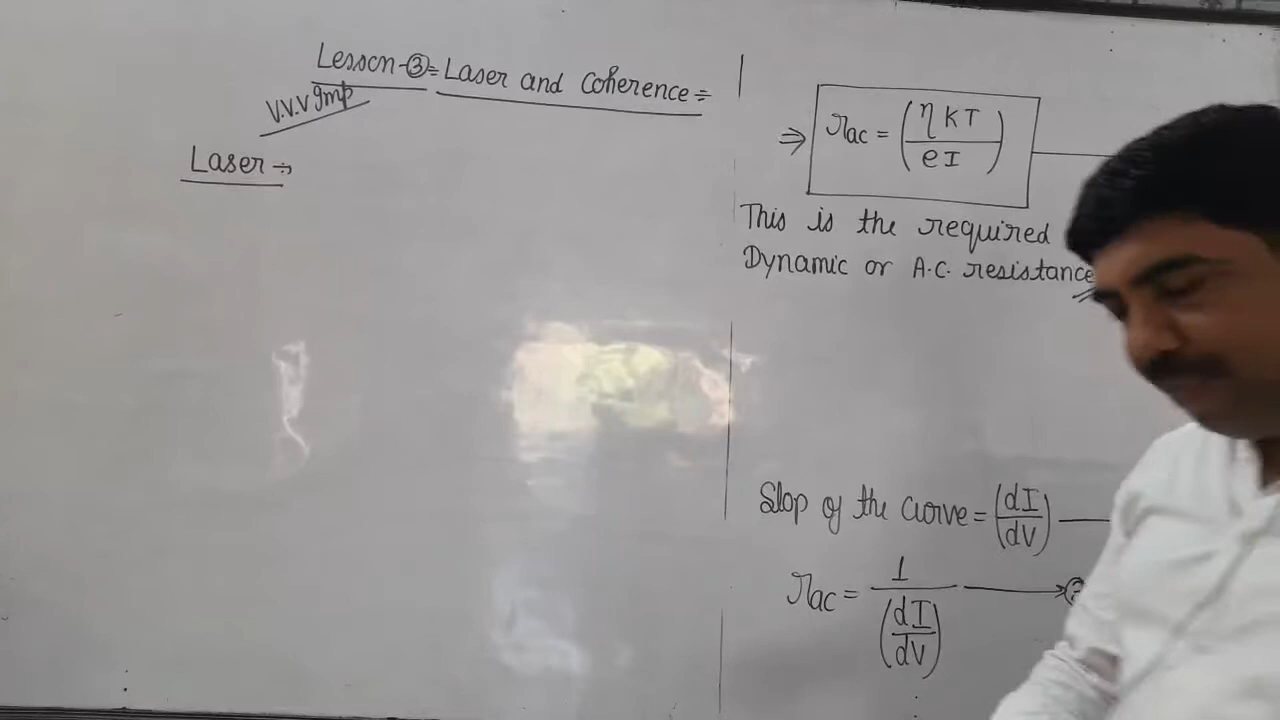 Lesson-③ = Laser and Coherence ÷
V.V.V Imp
Laser ÷
⇒ rac = (ηKT / eI)
This is the required
Dynamic or A.C. resistance
Slop of the curve = (dI/dV)
rac = 1 / (dI/dV)